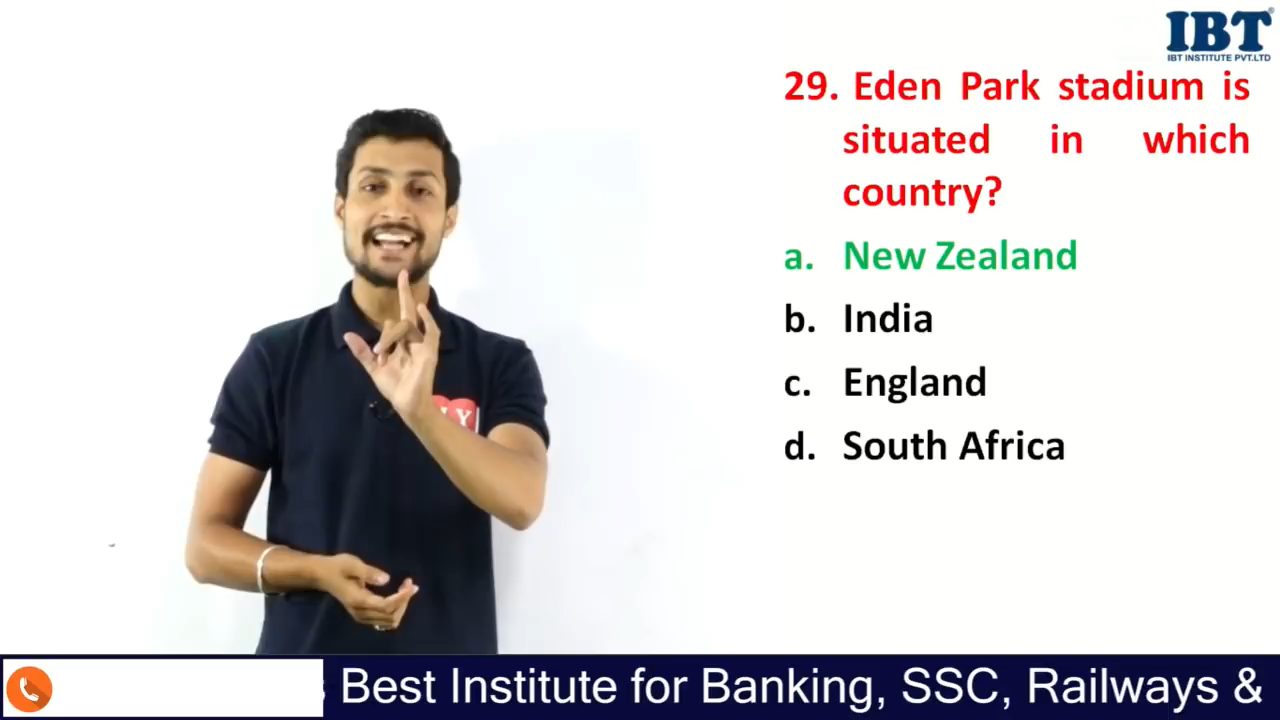 IBT
IBT INSTITUTE PVT.LTD
29. Eden Park stadium is
situated in which
country?
a. New Zealand
b. India
c. England
d. South Africa
Best Institute for Banking, SSC, Railways &